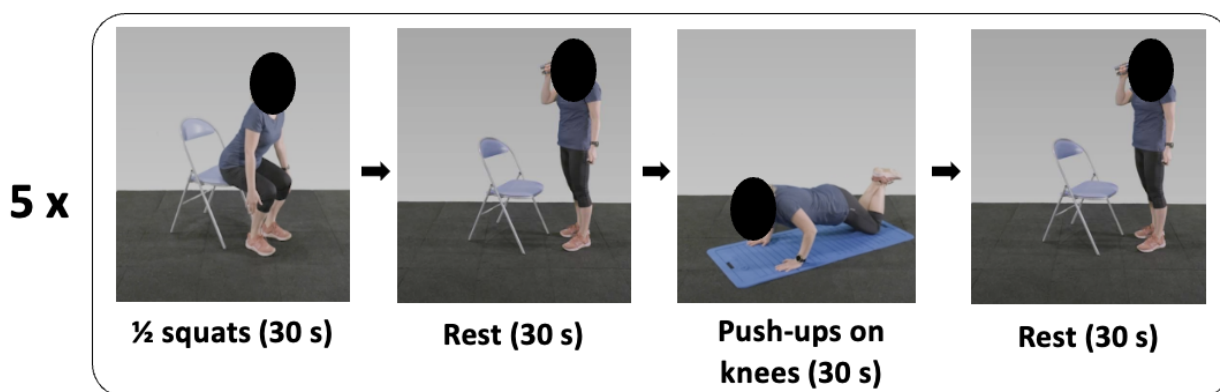 5 x
½ squats (30 s)
Rest (30 s)
Push-ups on
knees (30 s)
Rest (30 s)